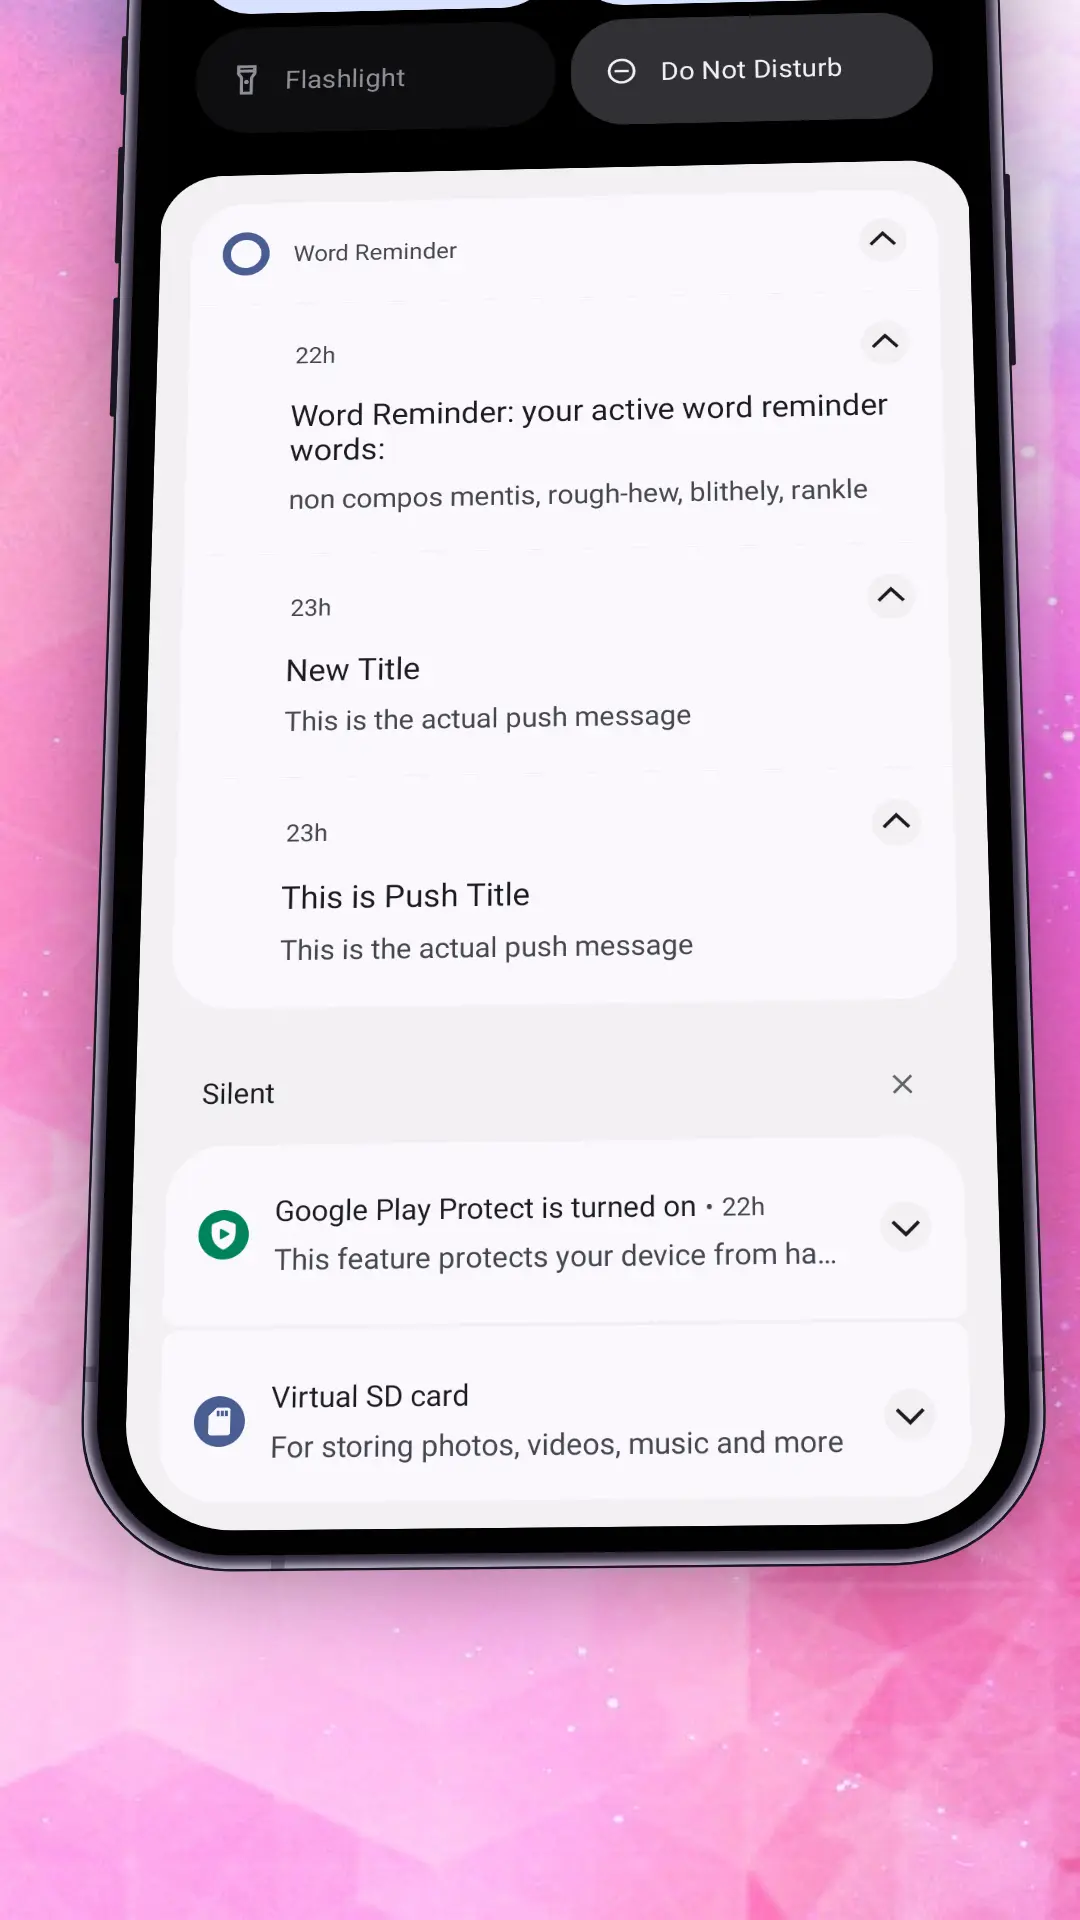 Flashlight
Do Not Disturb
Word Reminder
22h
Word Reminder: your active word reminder
words:
non compos mentis, rough-hew, blithely, rankle
23h
New Title
This is the actual push message
23h
This is Push Title
This is the actual push message
Silent
Google Play Protect is turned on • 22h
This feature protects your device from ha...
Virtual SD card
For storing photos, videos, music and more